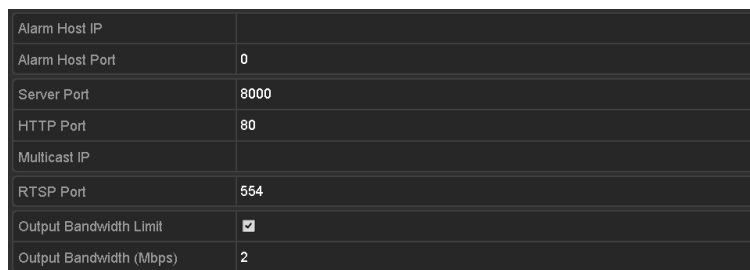 Alarm Host IP
Alarm Host Port 0
Server Port 8000
HTTP Port 80
Multicast IP
RTSP Port 554
Output Bandwidth Limit
Output Bandwidth (Mbps) 2